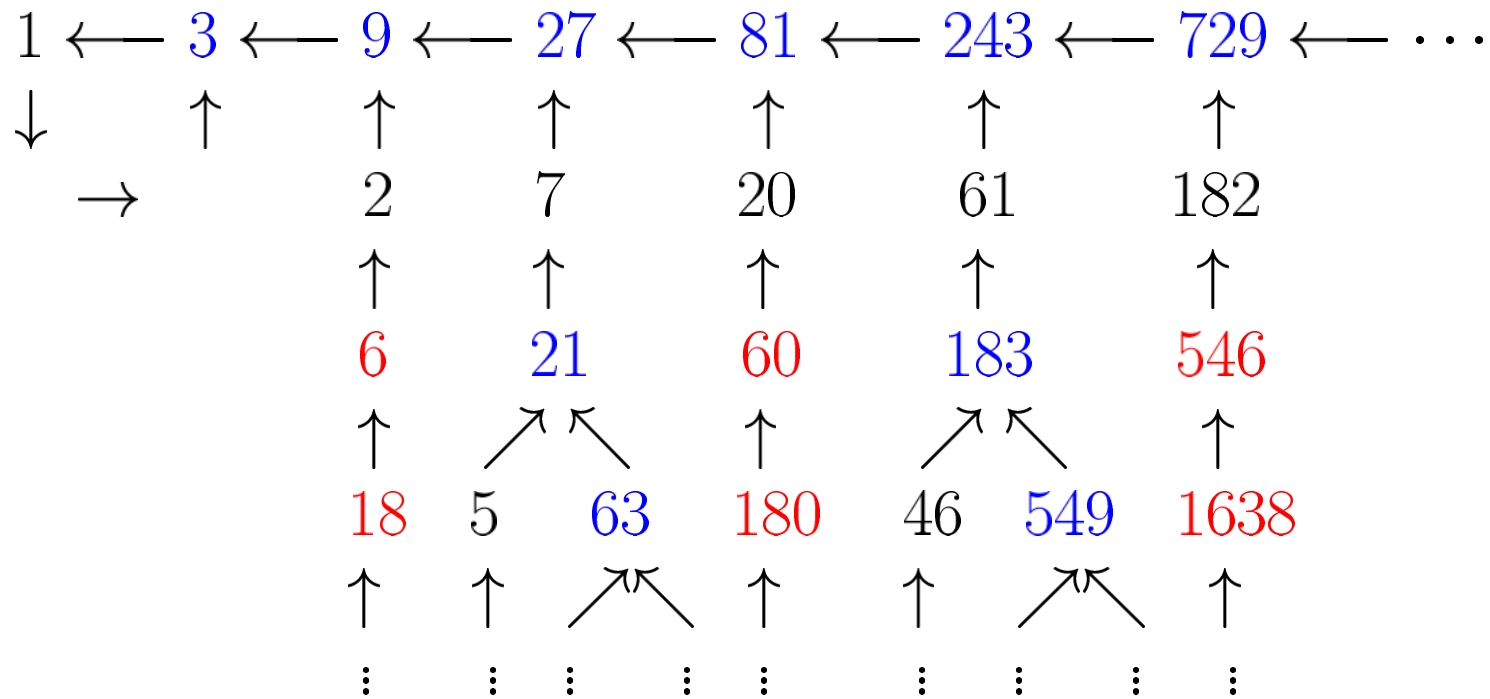 1 ← 3 ← 9 ← 27 ← 81 ← 243 ← 729 ← ⋯
↓ ↑ ↑ ↑ ↑ ↑ ↑
→ 2 7 20 61 182
↑ ↑ ↑ ↑ ↑
6 21 60 183 546
↑ ↗ ↖ ↑ ↗ ↖ ↑
18 5 63 180 46 549 1638
↑ ↑ ↗ ↖ ↑ ↑ ↗ ↖ ↑
⋮ ⋮ ⋮ ⋮ ⋮ ⋮ ⋮ ⋮ ⋮